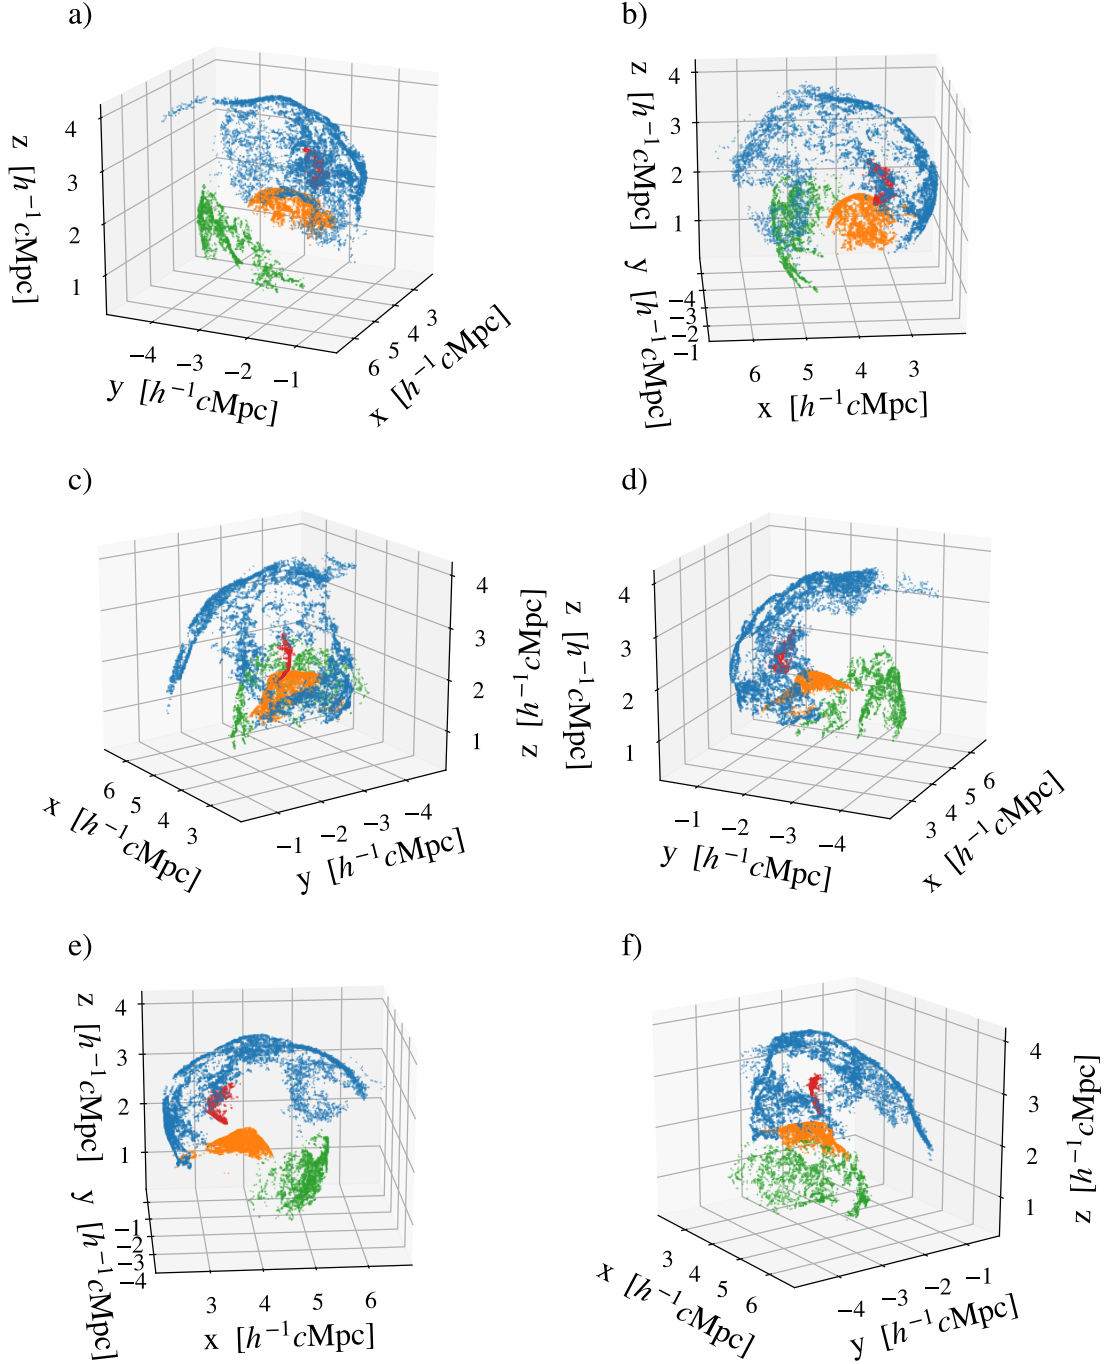 a)
z [h⁻¹cMpc]
4
3
2
1
−4 −3 −2 −1
y [h⁻¹cMpc]
6 5 4 3
x [h⁻¹cMpc]
b)
z [h⁻¹cMpc]
4
3
2
1
y [h⁻¹cMpc]
−4
−3
−2
−1
6 5 4 3
x [h⁻¹cMpc]
c)
6 5 4 3
x [h⁻¹cMpc]
−1 −2 −3 −4
y [h⁻¹cMpc]
4
3
2
1
z [h⁻¹cMpc]
d)
z [h⁻¹cMpc]
4
3
2
1
−1 −2 −3 −4
y [h⁻¹cMpc]
3 4 5 6
x [h⁻¹cMpc]
e)
z [h⁻¹cMpc]
4
3
2
1
y [h⁻¹cMpc]
−1
−2
−3
−4
3 4 5 6
x [h⁻¹cMpc]
f)
3 4 5 6
x [h⁻¹cMpc]
−4 −3 −2 −1
y [h⁻¹cMpc]
4
3
2
1
z [h⁻¹cMpc]